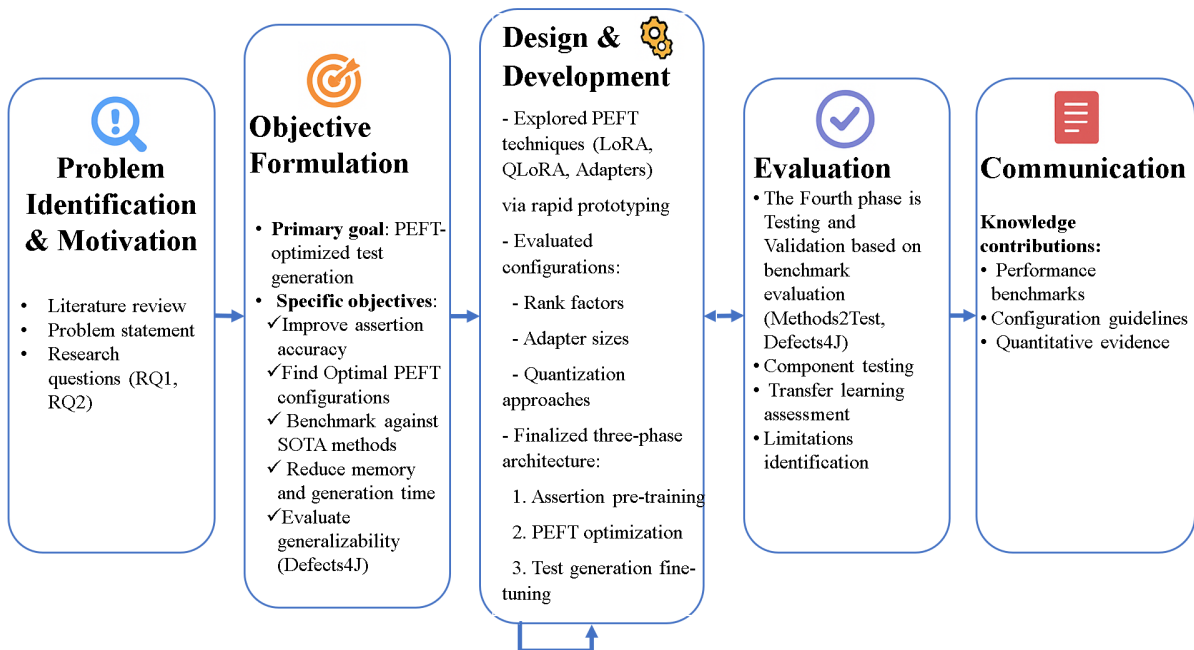 Problem
Identification
& Motivation
• Literature review
• Problem statement
• Research
questions (RQ1,
RQ2)
Objective
Formulation
• Primary goal: PEFT-
optimized test
generation
• Specific objectives:
✓Improve assertion
accuracy
✓Find Optimal PEFT
configurations
✓ Benchmark against
SOTA methods
✓ Reduce memory
and generation time
✓Evaluate
generalizability
(Defects4J)
Design &
Development
- Explored PEFT
techniques (LoRA,
QLoRA, Adapters)
via rapid prototyping
- Evaluated
configurations:
- Rank factors
- Adapter sizes
- Quantization
approaches
- Finalized three-phase
architecture:
1. Assertion pre-training
2. PEFT optimization
3. Test generation fine-
tuning
Evaluation
• The Fourth phase is
Testing and
Validation based on
benchmark
evaluation
(Methods2Test,
Defects4J)
• Component testing
• Transfer learning
assessment
• Limitations
identification
Communication
Knowledge
contributions:
• Performance
benchmarks
• Configuration guidelines
• Quantitative evidence